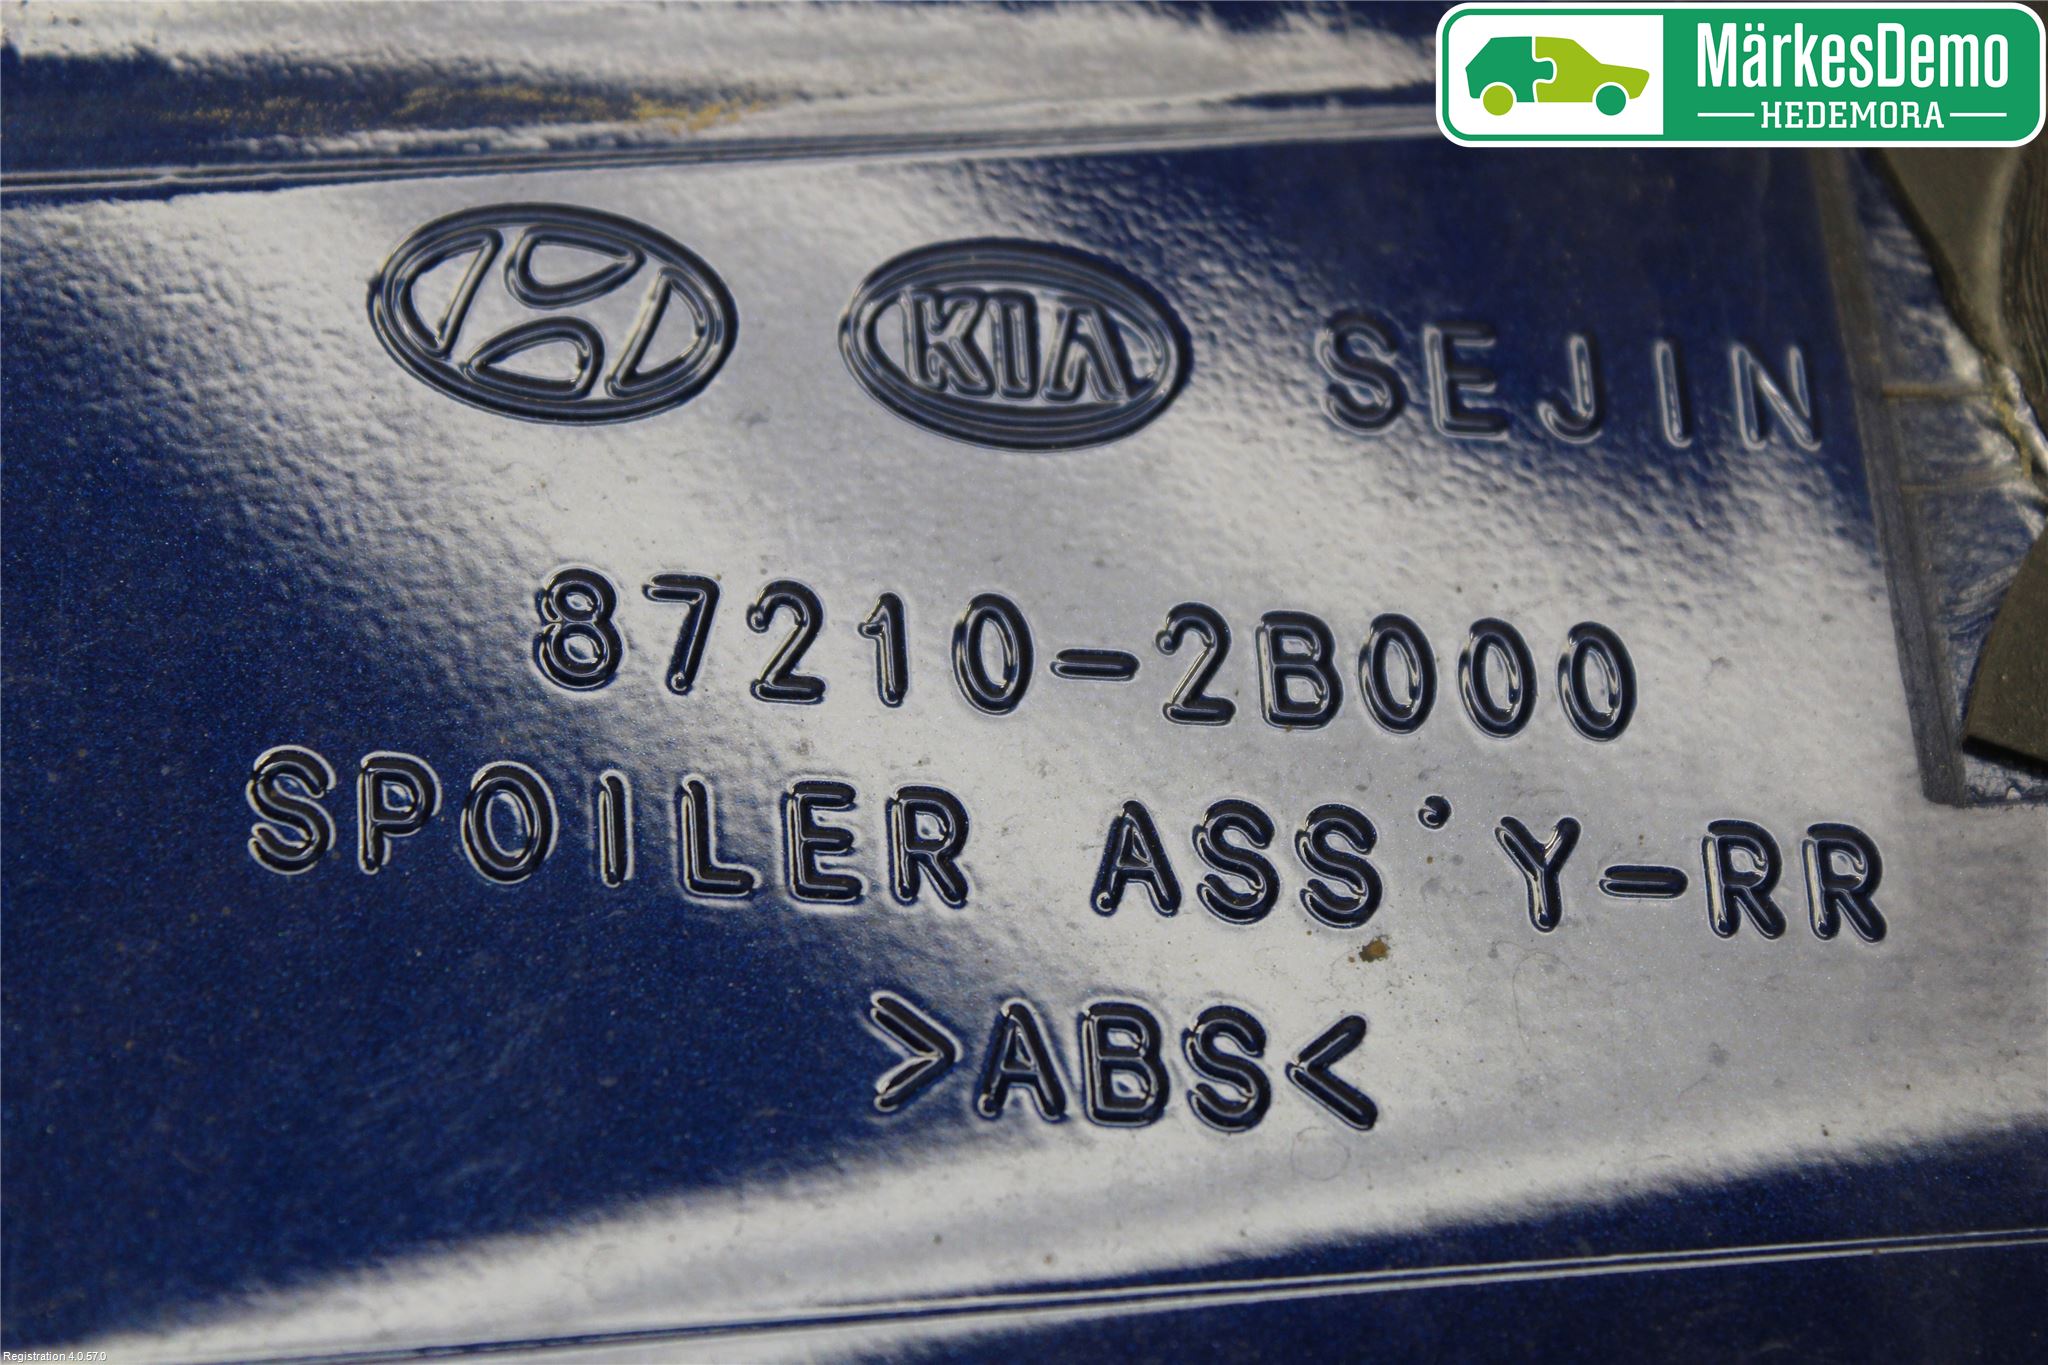 MärkesDemo
HEDEMORA
KIA SEJIN
87210-2B000
SPOILER ASS'Y-RR
>ABS<
Registration 4.0.57.0